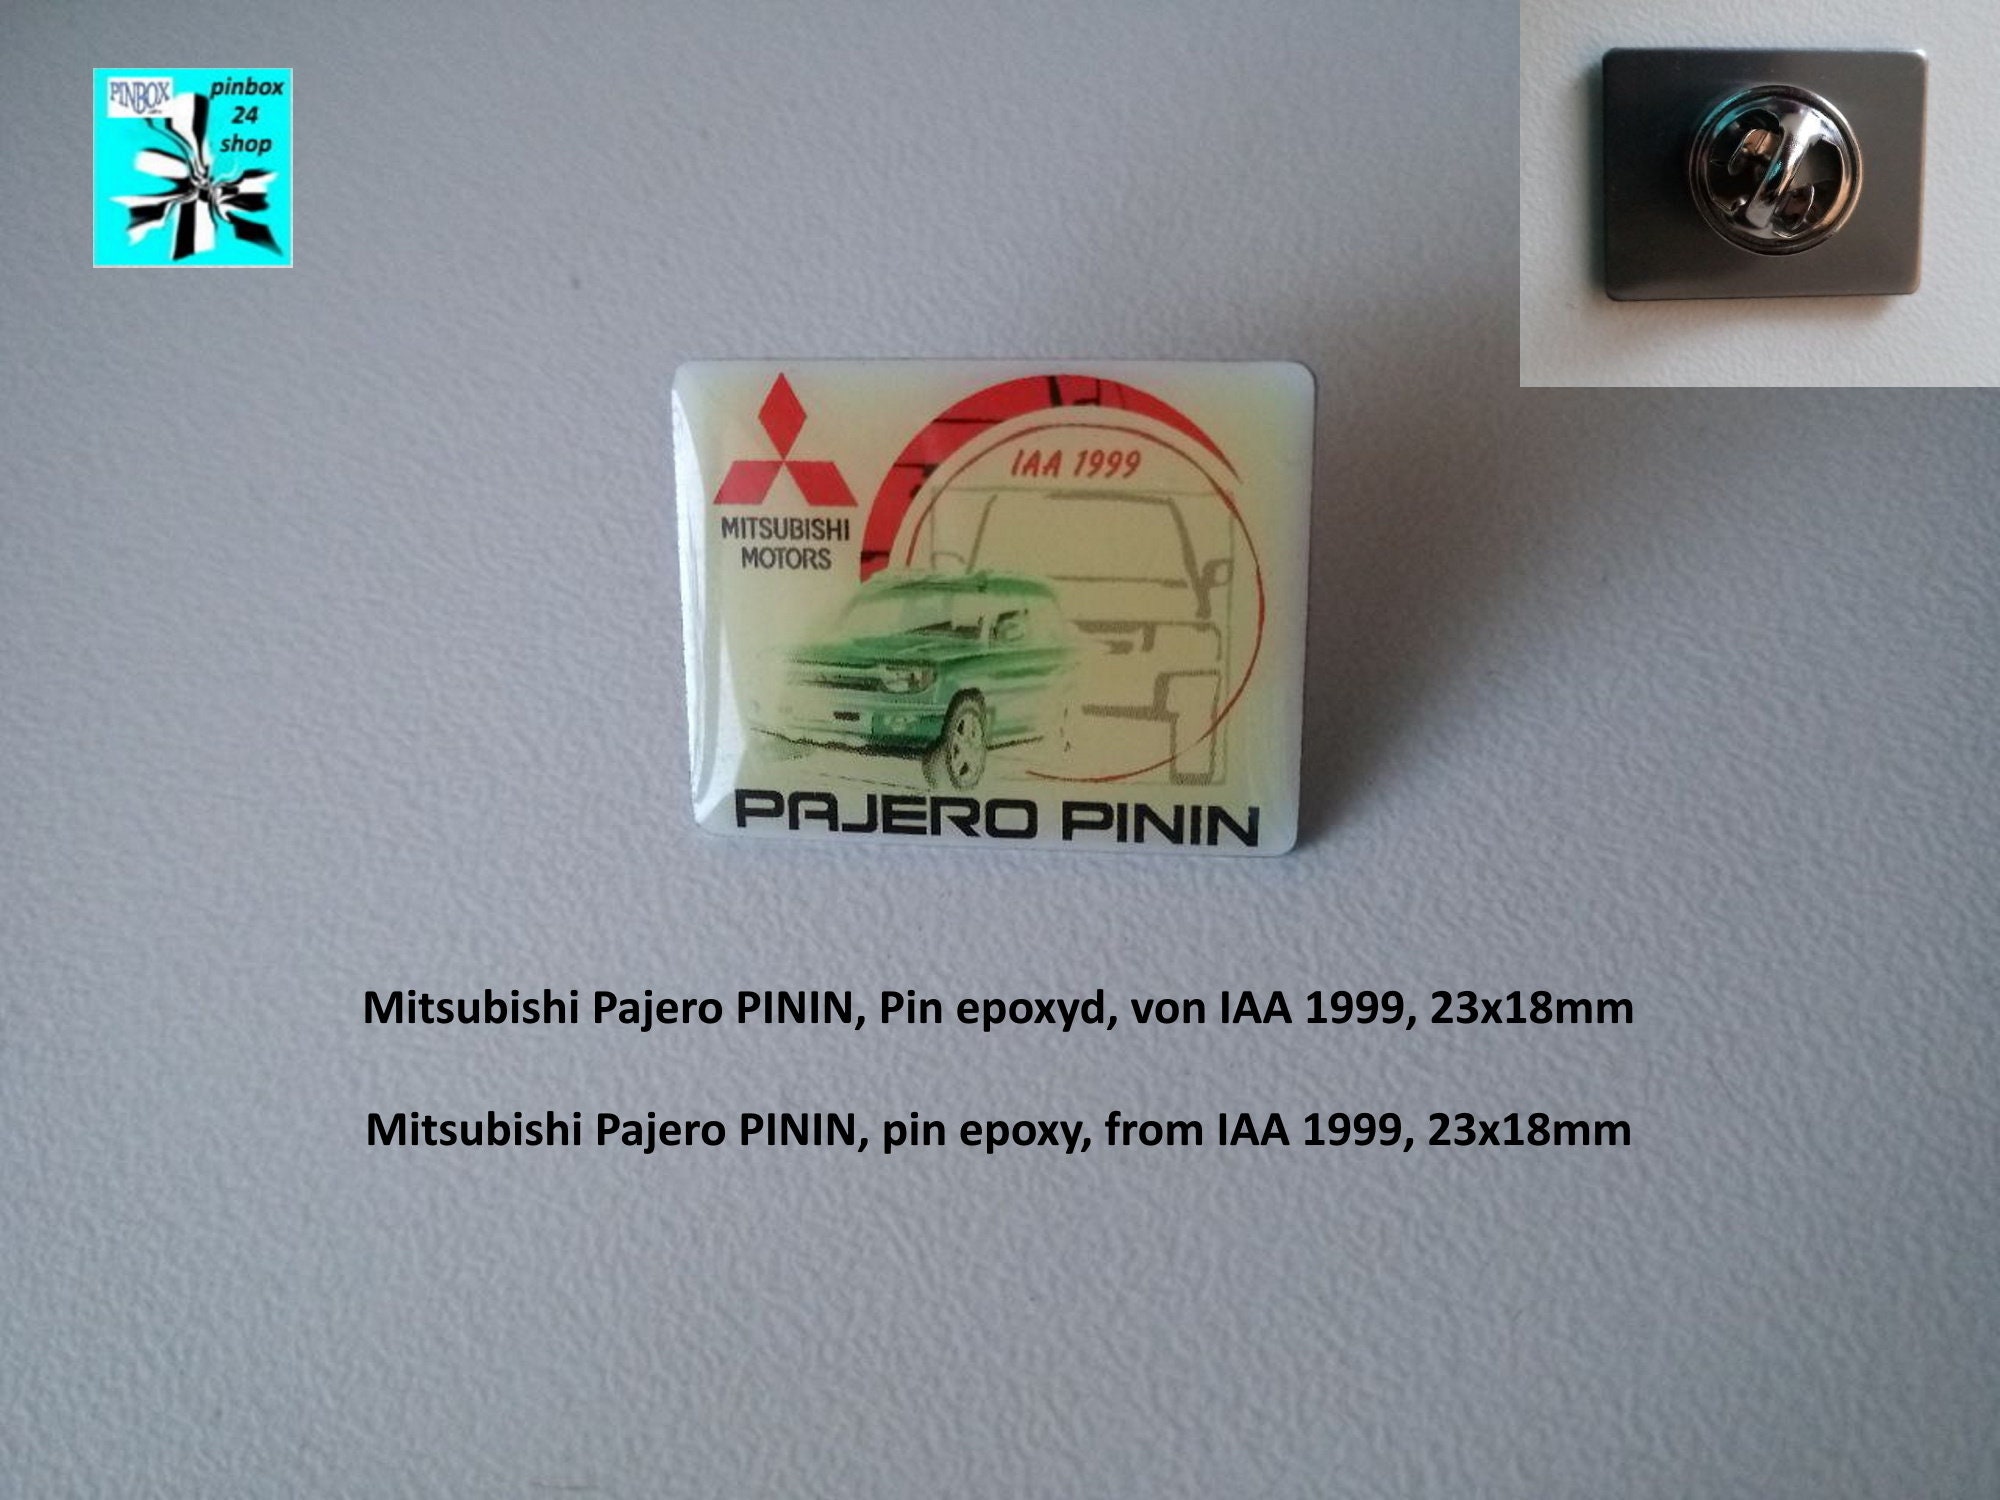 PINBOX
pinbox
24
shop
IAA 1999
MITSUBISHI
MOTORS
PAJERO PININ
Mitsubishi Pajero PININ, Pin epoxyd, von IAA 1999, 23x18mm
Mitsubishi Pajero PININ, pin epoxy, from IAA 1999, 23x18mm